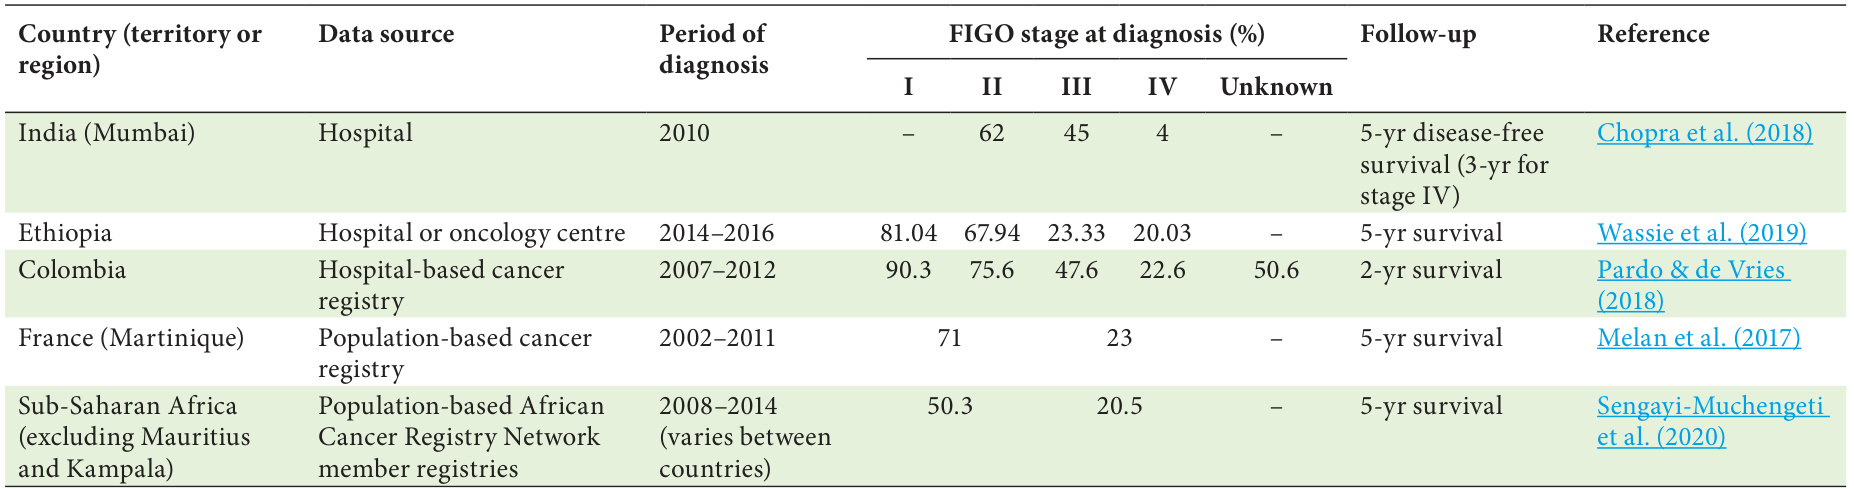 Country (territory or region) Data source Period of diagnosis FIGO stage at diagnosis (%) Follow-up Reference
I II III IV Unknown
India (Mumbai) Hospital 2010 – 62 45 4 – 5-yr disease-free survival (3-yr for stage IV) Chopra et al. (2018)
Ethiopia Hospital or oncology centre 2014–2016 81.04 67.94 23.33 20.03 – 5-yr survival Wassie et al. (2019)
Colombia Hospital-based cancer registry 2007–2012 90.3 75.6 47.6 22.6 50.6 2-yr survival Pardo & de Vries (2018)
France (Martinique) Population-based cancer registry 2002–2011 71 23 – 5-yr survival Melan et al. (2017)
Sub-Saharan Africa (excluding Mauritius and Kampala) Population-based African Cancer Registry Network member registries 2008–2014 (varies between countries) 50.3 20.5 – 5-yr survival Sengayi-Muchengeti et al. (2020)